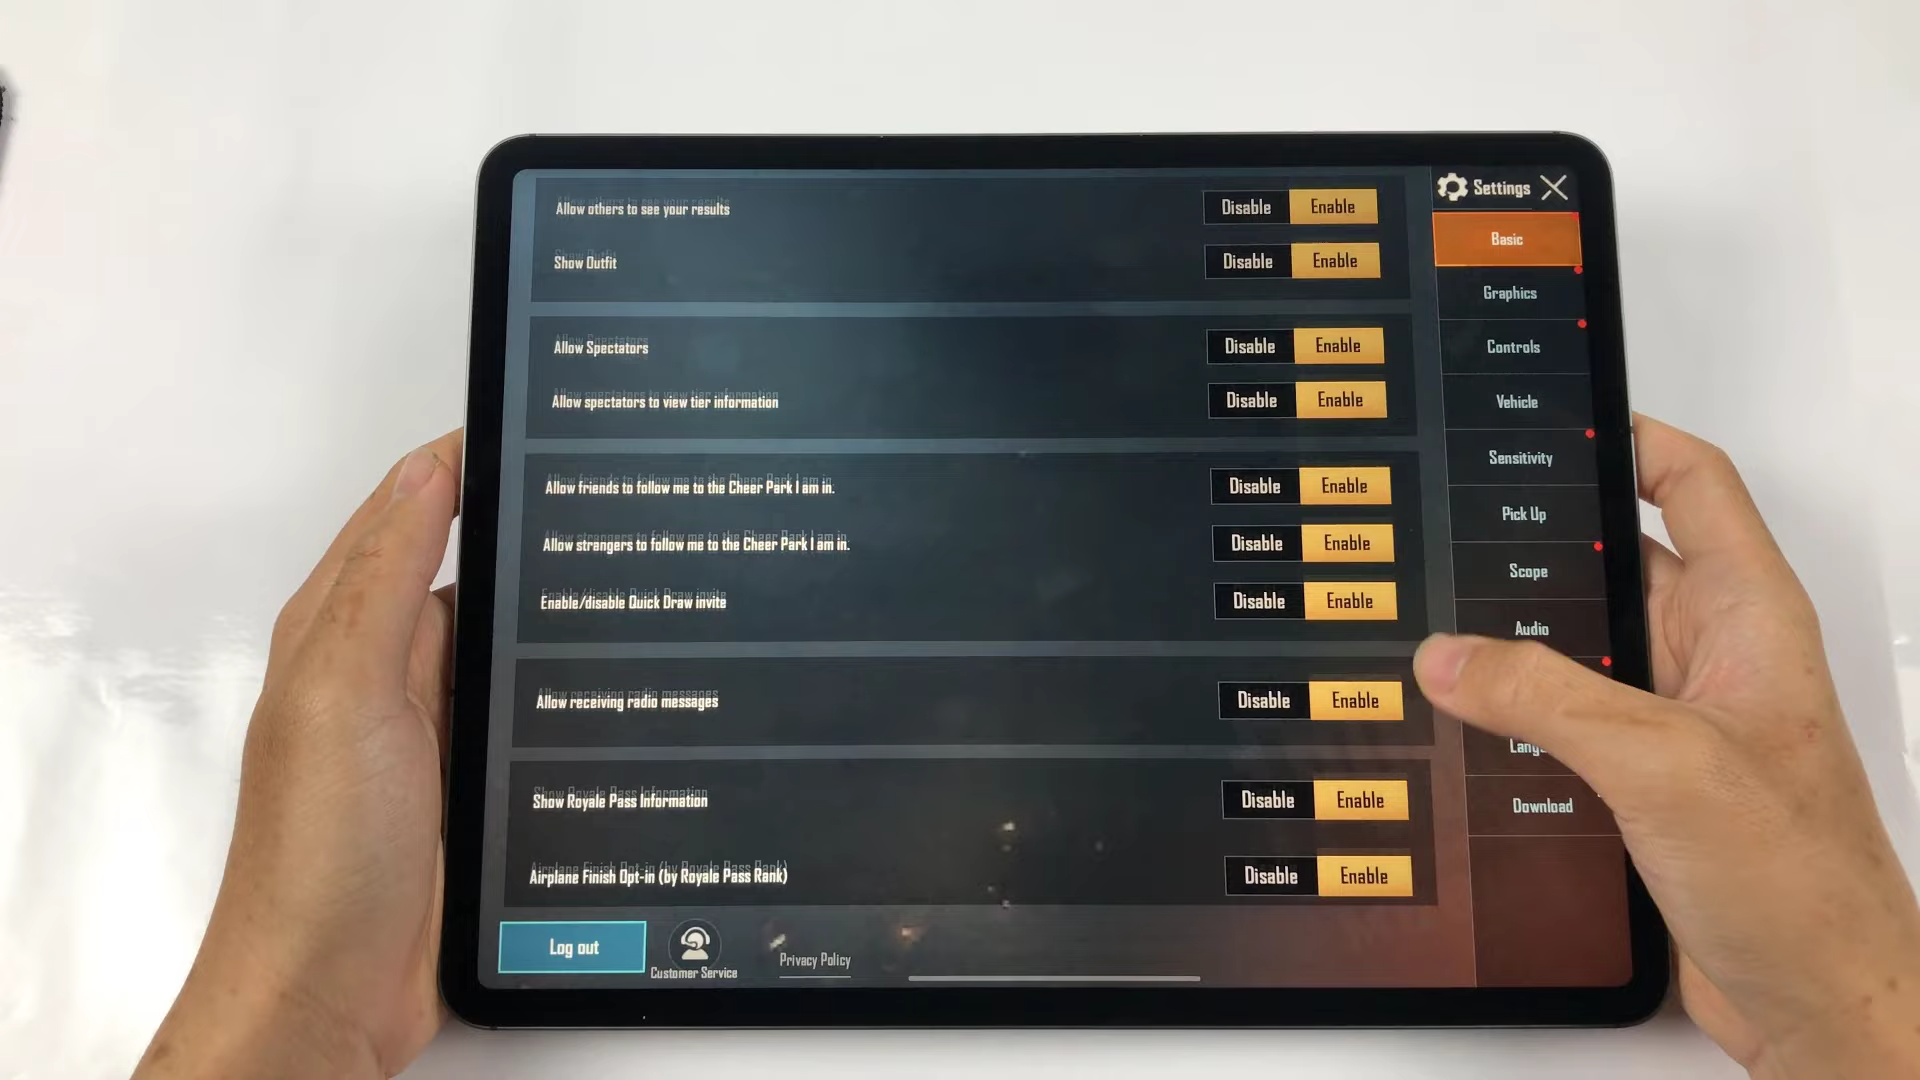 Allow others to see your results
Disable
Enable
Show Outfit
Disable
Enable
Allow Spectators
Disable
Enable
Allow spectators to view tier information
Disable
Enable
Allow friends to follow me to the Cheer Park I am in.
Disable
Enable
Allow strangers to follow me to the Cheer Park I am in.
Disable
Enable
Enable/disable Quick Draw invite
Disable
Enable
Allow receiving radio messages
Disable
Enable
Show Royale Pass Information
Disable
Enable
Airplane Finish Opt-in (by Royale Pass Rank)
Disable
Enable
Log out
Customer Service
Privacy Policy
Settings
Basic
Graphics
Controls
Vehicle
Sensitivity
Pick Up
Scope
Audio
Download